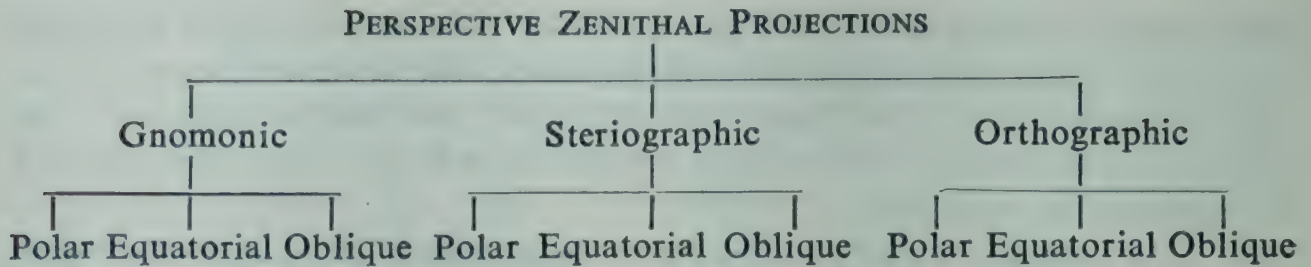 PERSPECTIVE ZENITHAL PROJECTIONS
Gnomonic Steriographic Orthographic
Polar Equatorial Oblique Polar Equatorial Oblique Polar Equatorial Oblique